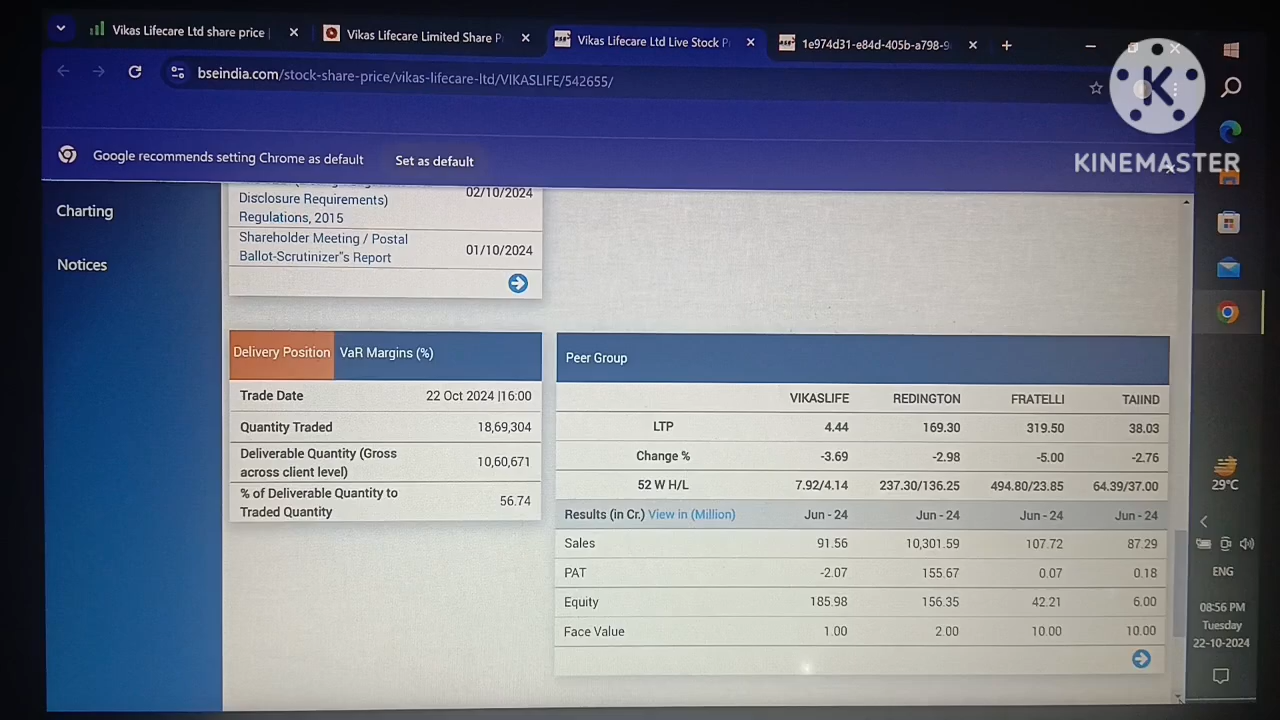 Vikas Lifecare Ltd share price |
Vikas Lifecare Limited Share P
Vikas Lifecare Ltd Live Stock P
1e974d31-e84d-405b-a798-9
bseindia.com/stock-share-price/vikas-lifecare-ltd/VIKASLIFE/542655/
K
KINEMASTER
Google recommends setting Chrome as default
Set as default
Charting
Notices
02/10/2024
Disclosure Requirements)
Regulations, 2015
Shareholder Meeting / Postal
Ballot-Scrutinizer"s Report
01/10/2024
Delivery Position
VaR Margins (%)
Trade Date 22 Oct 2024 |16:00
Quantity Traded 18,69,304
Deliverable Quantity (Gross
across client level) 10,60,671
% of Deliverable Quantity to
Traded Quantity 56.74
Peer Group
VIKASLIFE REDINGTON FRATELLI TAIIND
LTP 4.44 169.30 319.50 38.03
Change % -3.69 -2.98 -5.00 -2.76
52 W H/L 7.92/4.14 237.30/136.25 494.80/23.85 64.39/37.00
Results (in Cr.) View in (Million) Jun - 24 Jun - 24 Jun - 24 Jun - 24
Sales 91.56 10,301.59 107.72 87.29
PAT -2.07 155.67 0.07 0.18
Equity 185.98 156.35 42.21 6.00
Face Value 1.00 2.00 10.00 10.00
29°C
ENG
08:56 PM
Tuesday
22-10-2024